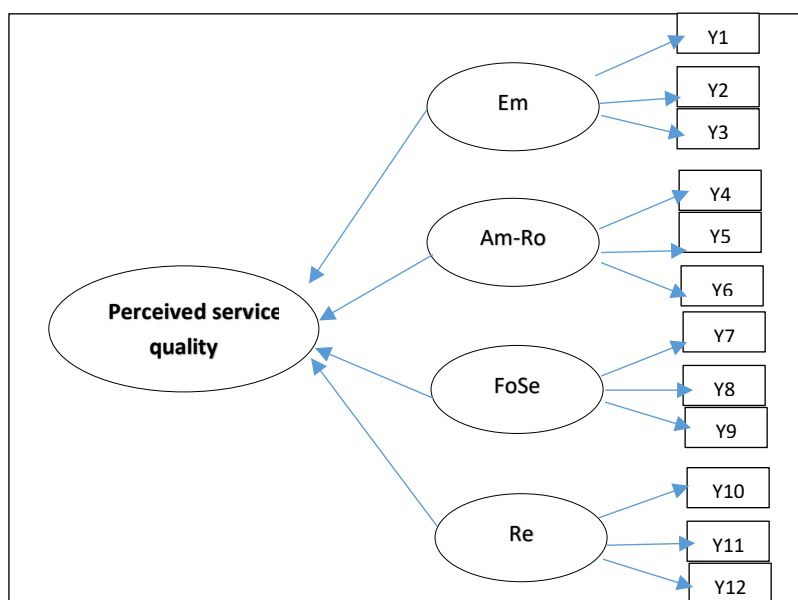 Y1
Em
Y2
Y3
Y4
Am-Ro
Y5
Y6
Perceived service
quality
Y7
FoSe
Y8
Y9
Y10
Re
Y11
Y12